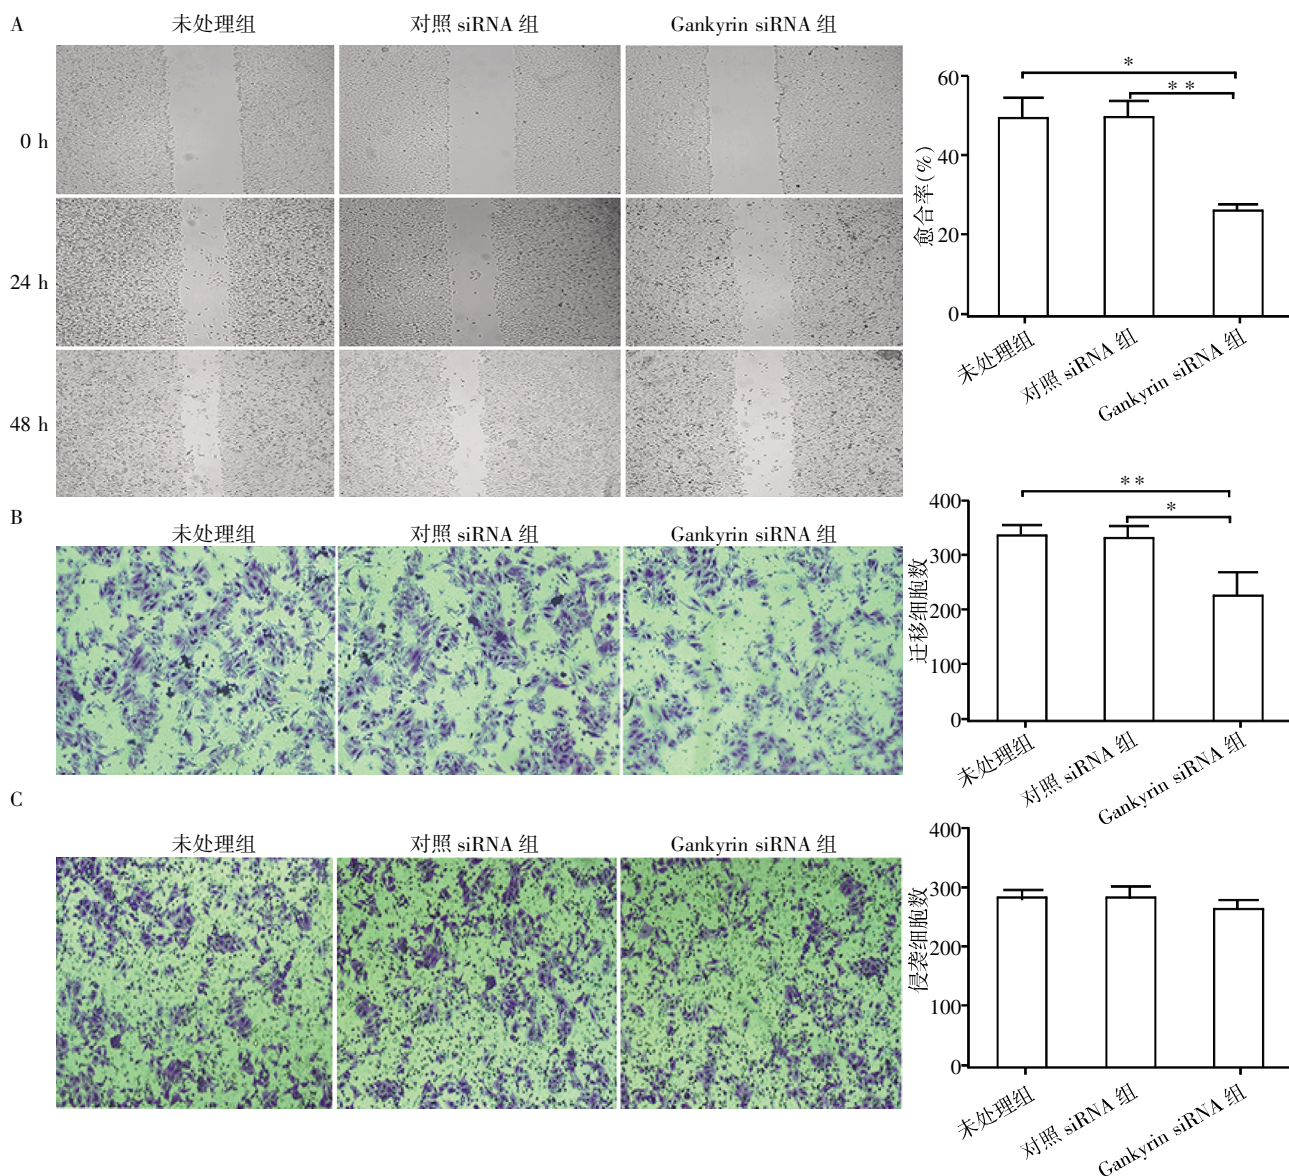 A
未处理组
对照 siRNA 组
Gankyrin siRNA 组
0 h
24 h
48 h
愈合率(%)
60
40
20
0
*
* *
未处理组
对照 siRNA 组
Gankyrin siRNA 组
B
未处理组
对照 siRNA 组
Gankyrin siRNA 组
迁移细胞数
400
300
200
100
0
**
*
未处理组
对照 siRNA 组
Gankyrin siRNA 组
C
未处理组
对照 siRNA 组
Gankyrin siRNA 组
侵袭细胞数
400
300
200
100
0
未处理组
对照 siRNA 组
Gankyrin siRNA 组